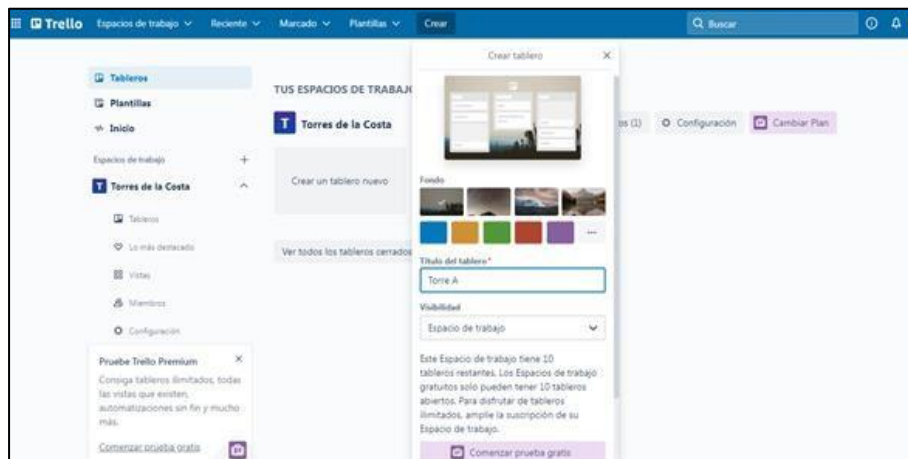 Trello Espacios de trabajo Reciente Marcado Plantillas Crear Buscar
Tableros
Plantillas
Inicio
Espacios de trabajo +
T Torres de la Costa
Tableros
Lo más destacado
Vistas
Miembros
Configuración
Pruebe Trello Premium
Consiga tableros ilimitados, todas
las vistas que existen,
automatizaciones sin fin y mucho
más.
Comenzar prueba gratis
TUS ESPACIOS DE TRABAJO
T Torres de la Costa
Crear un tablero nuevo
Ver todos los tableros cerrados
(1) Configuración Cambiar Plan
Crear tablero
Fondo
Título del tablero*
Torre A
Visibilidad
Espacio de trabajo
Este Espacio de trabajo tiene 10
tableros restantes. Los Espacios de trabajo
gratuitos solo pueden tener 10 tableros
abiertos. Para disfrutar de tableros
ilimitados, amplíe la suscripción de su
Espacio de trabajo.
Comenzar prueba gratis